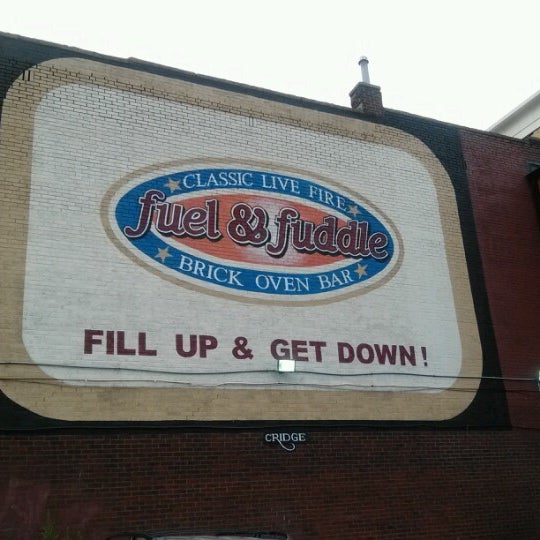 CLASSIC LIVE FIRE
fuel & fuddle
BRICK OVEN BAR
FILL UP & GET DOWN!
CRIDGE